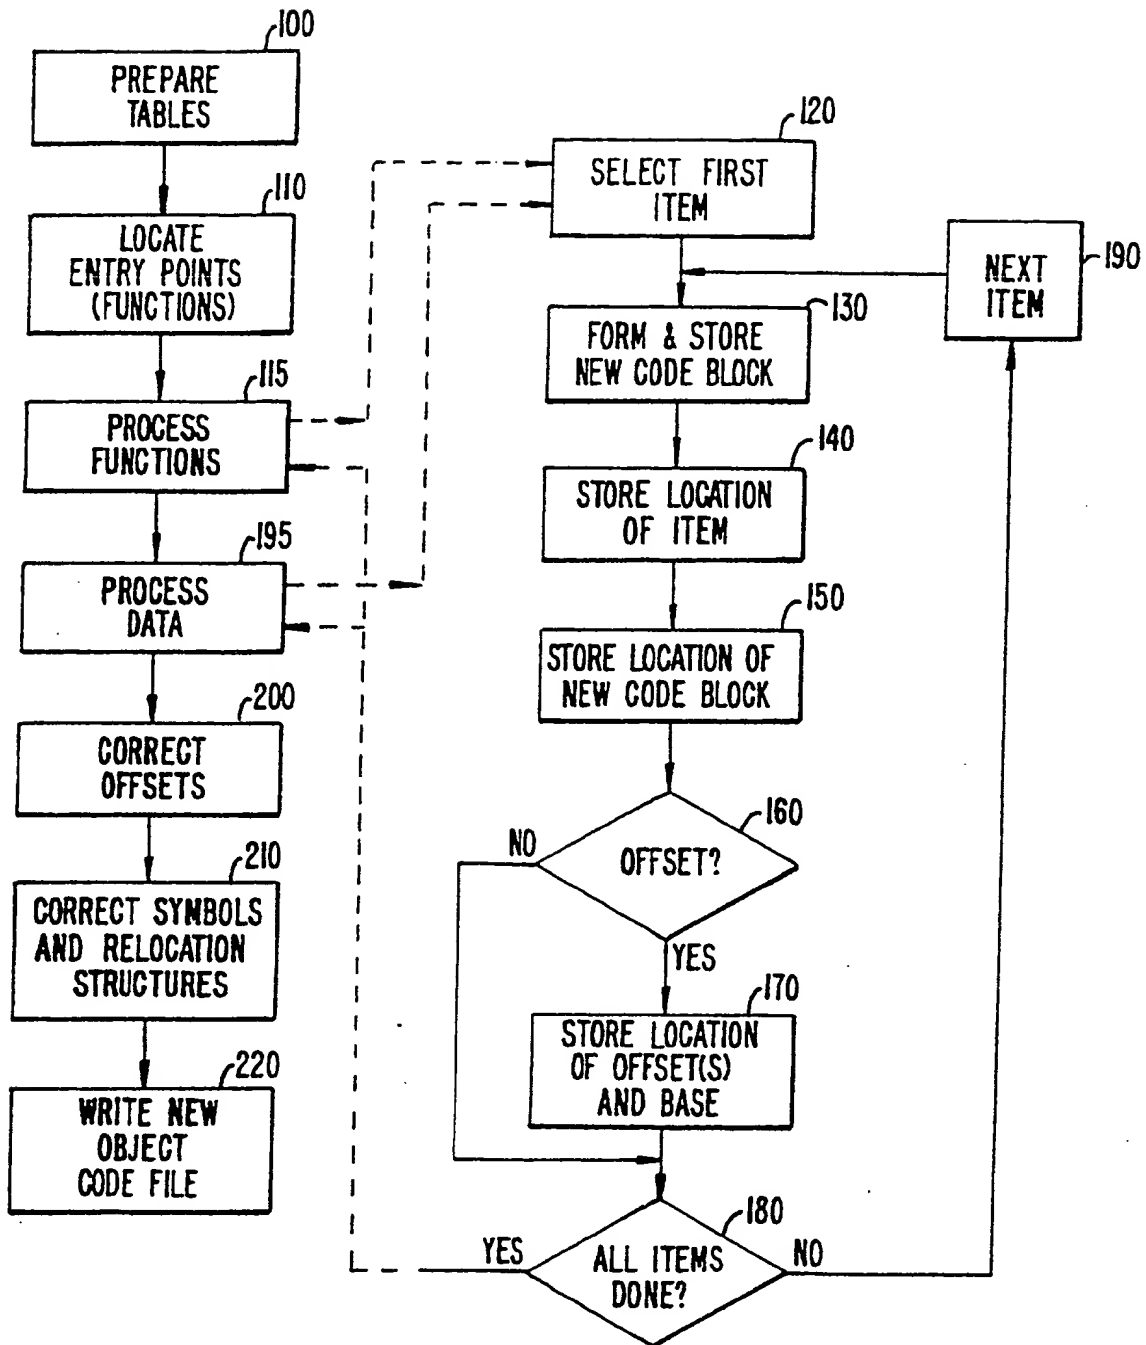 100
PREPARE
TABLES
110
LOCATE
ENTRY POINTS
(FUNCTIONS)
115
PROCESS
FUNCTIONS
195
PROCESS
DATA
200
CORRECT
OFFSETS
210
CORRECT SYMBOLS
AND RELOCATION
STRUCTURES
220
WRITE NEW
OBJECT
CODE FILE
120
SELECT FIRST
ITEM
190
NEXT
ITEM
130
FORM & STORE
NEW CODE BLOCK
140
STORE LOCATION
OF ITEM
150
STORE LOCATION OF
NEW CODE BLOCK
160
NO
OFFSET?
YES
170
STORE LOCATION
OF OFFSET(S)
AND BASE
180
YES
ALL ITEMS
DONE?
NO